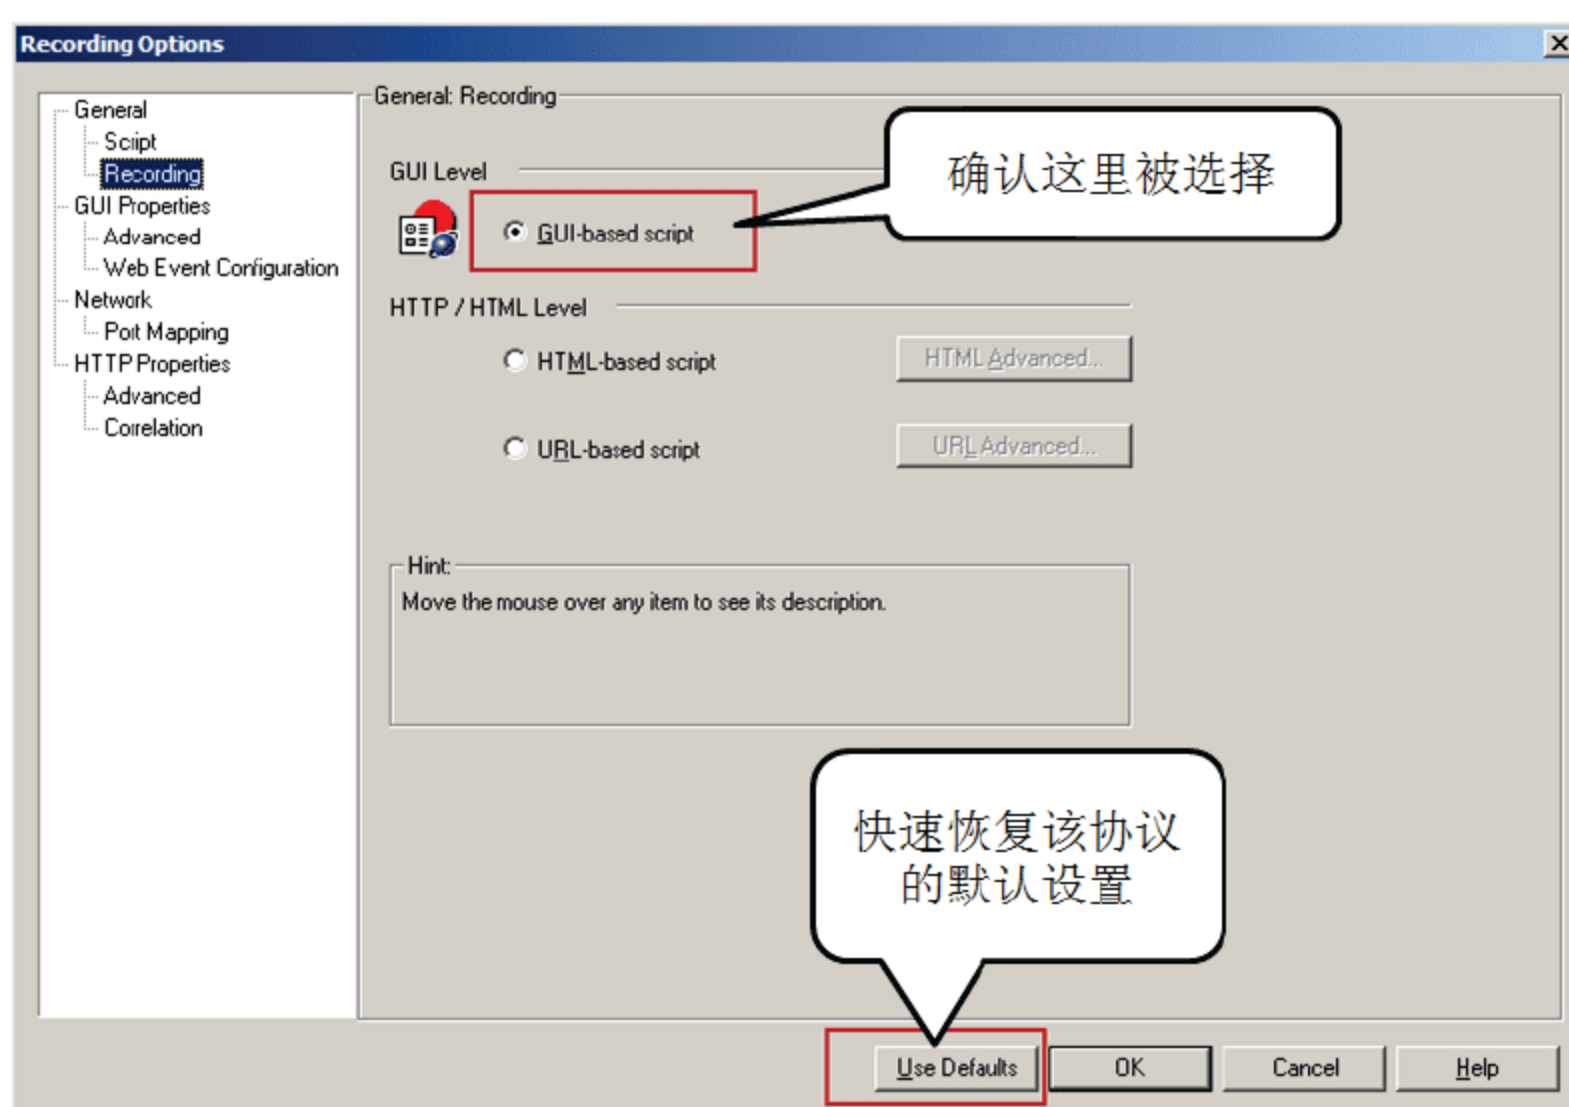 Recording Options
General
Script
Recording
GUI Properties
Advanced
Web Event Configuration
Network
Port Mapping
HTTP Properties
Advanced
Correlation
General: Recording
GUI Level
GUI-based script
确认这里被选择
HTTP / HTML Level
HTML-based script
HTML Advanced...
URL-based script
URL Advanced...
Hint:
Move the mouse over any item to see its description.
快速恢复该协议
的默认设置
Use Defaults
OK
Cancel
Help